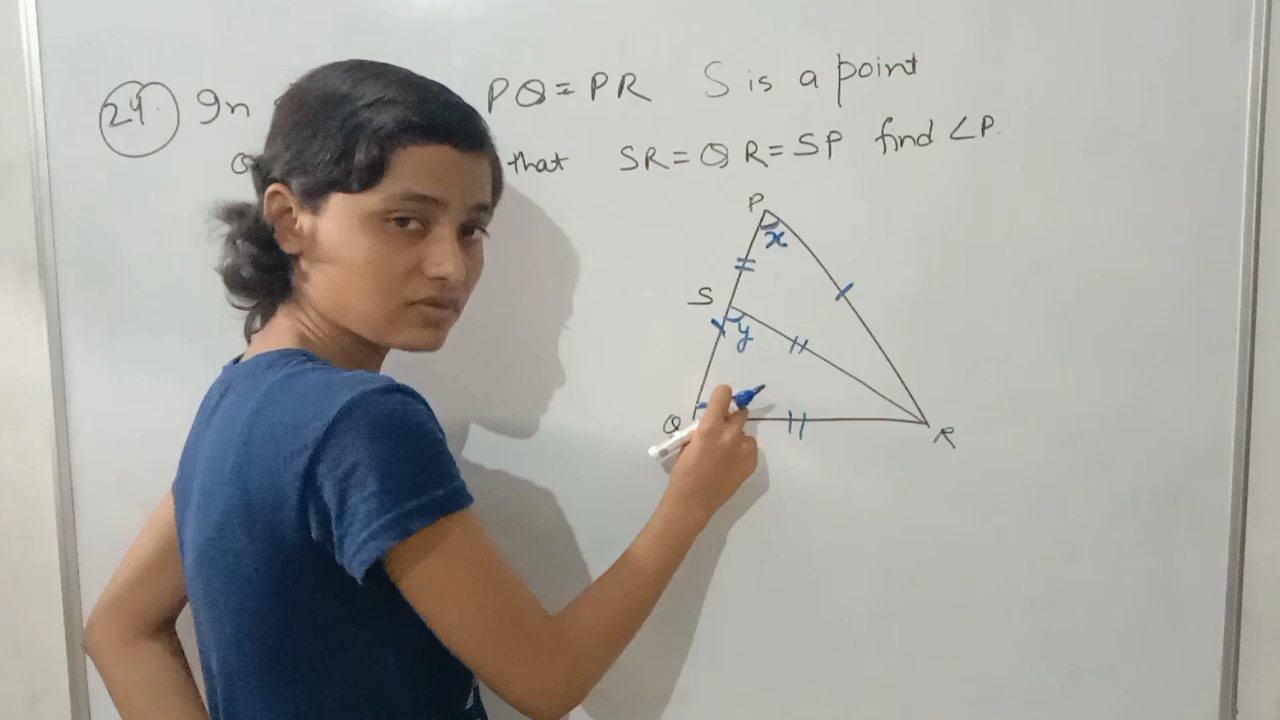 24. In PQ = PR S is a point
that SR = QR = SP find ∠P.
P
x
S
y
Q
R